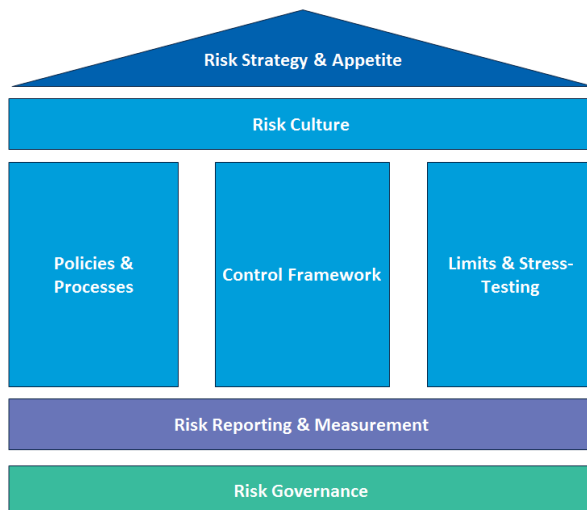 Risk Strategy & Appetite
Risk Culture
Policies &
Processes
Control Framework
Limits & Stress-
Testing
Risk Reporting & Measurement
Risk Governance